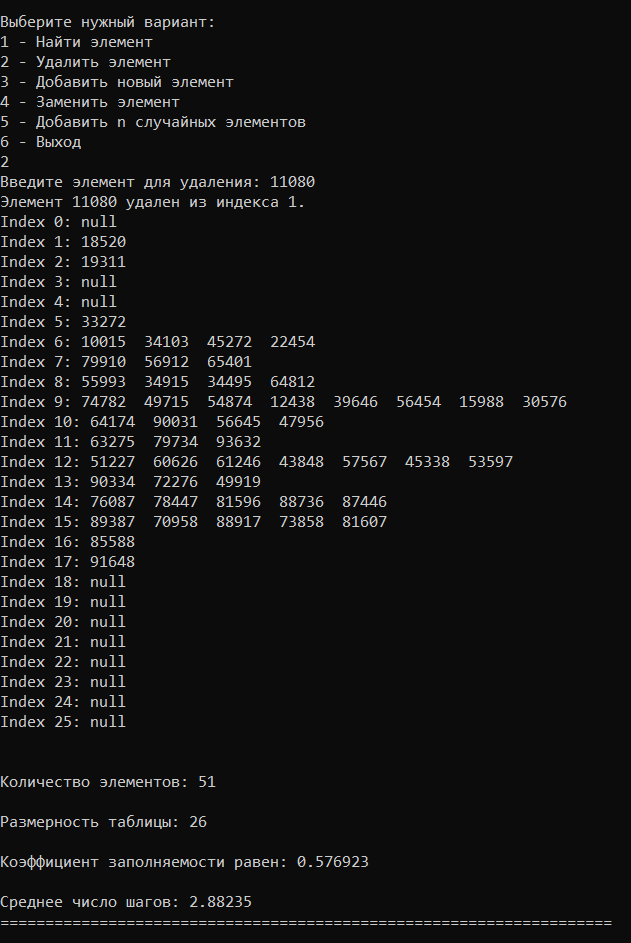 Выберите нужный вариант:
1 - Найти элемент
2 - Удалить элемент
3 - Добавить новый элемент
4 - Заменить элемент
5 - Добавить n случайных элементов
6 - Выход
2
Введите элемент для удаления: 11080
Элемент 11080 удален из индекса 1.
Index 0: null
Index 1: 18520
Index 2: 19311
Index 3: null
Index 4: null
Index 5: 33272
Index 6: 10015  34103  45272  22454
Index 7: 79910  56912  65401
Index 8: 55993  34915  34495  64812
Index 9: 74782  49715  54874  12438  39646  56454  15988  30576
Index 10: 64174  90031  56645  47956
Index 11: 63275  79734  93632
Index 12: 51227  60626  61246  43848  57567  45338  53597
Index 13: 90334  72276  49919
Index 14: 76087  78447  81596  88736  87446
Index 15: 89387  70958  88917  73858  81607
Index 16: 85588
Index 17: 91648
Index 18: null
Index 19: null
Index 20: null
Index 21: null
Index 22: null
Index 23: null
Index 24: null
Index 25: null
Количество элементов: 51
Размерность таблицы: 26
Коэффициент заполняемости равен: 0.576923
Среднее число шагов: 2.88235
====================================================================